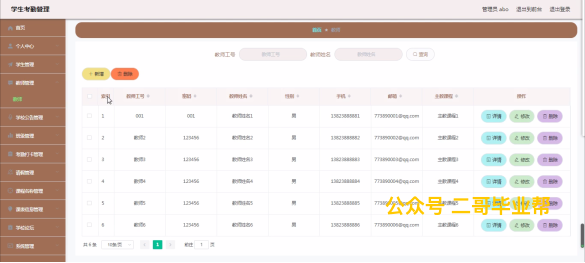 学生考勤管理
管理员 abo 退出到前台 退出登录
首页
个人中心
学生管理
教师管理
教师
学校公告管理
班级管理
考勤打卡管理
请假管理
课程名称管理
学校论坛
系统管理
首页 教师
教师工号 教师工号 教师姓名 教师姓名 查询
新增 删除
索引 教师工号 密码 教师姓名 性别 手机 邮箱 主教课程 操作
1 001 001 教师姓名1 男 13823888881 773890001@qq.com 主教课程1 详情 修改 删除
2 教师2 123456 教师姓名2 男 13823888882 773890002@qq.com 主教课程2 详情 修改 删除
3 教师3 123456 教师姓名3 男 13823888883 773890003@qq.com 主教课程3 详情 修改 删除
4 教师4 123456 教师姓名4 男 13823888884 773890004@qq.com 主教课程4 详情 修改 删除
5 教师5 123456 教师姓名5 男 13823888885 773890005@qq.com 主教课程5 详情 修改 删除
6 教师6 123456 教师姓名6 男 13823888886 773890006@qq.com 主教课程6 详情 修改 删除
公众号 二哥毕业帮
共 6 条 10条/页 1 前往 1 页